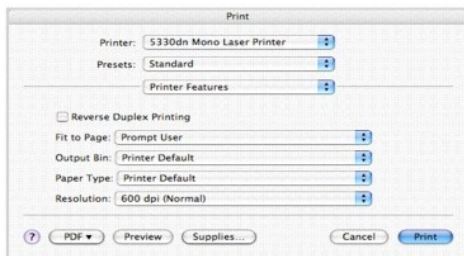 Print
Printer: 5330dn Mono Laser Printer
Presets: Standard
Printer Features
Reverse Duplex Printing
Fit to Page: Prompt User
Output Bin: Printer Default
Paper Type: Printer Default
Resolution: 600 dpi (Normal)
? PDF ▼ Preview Supplies... Cancel Print